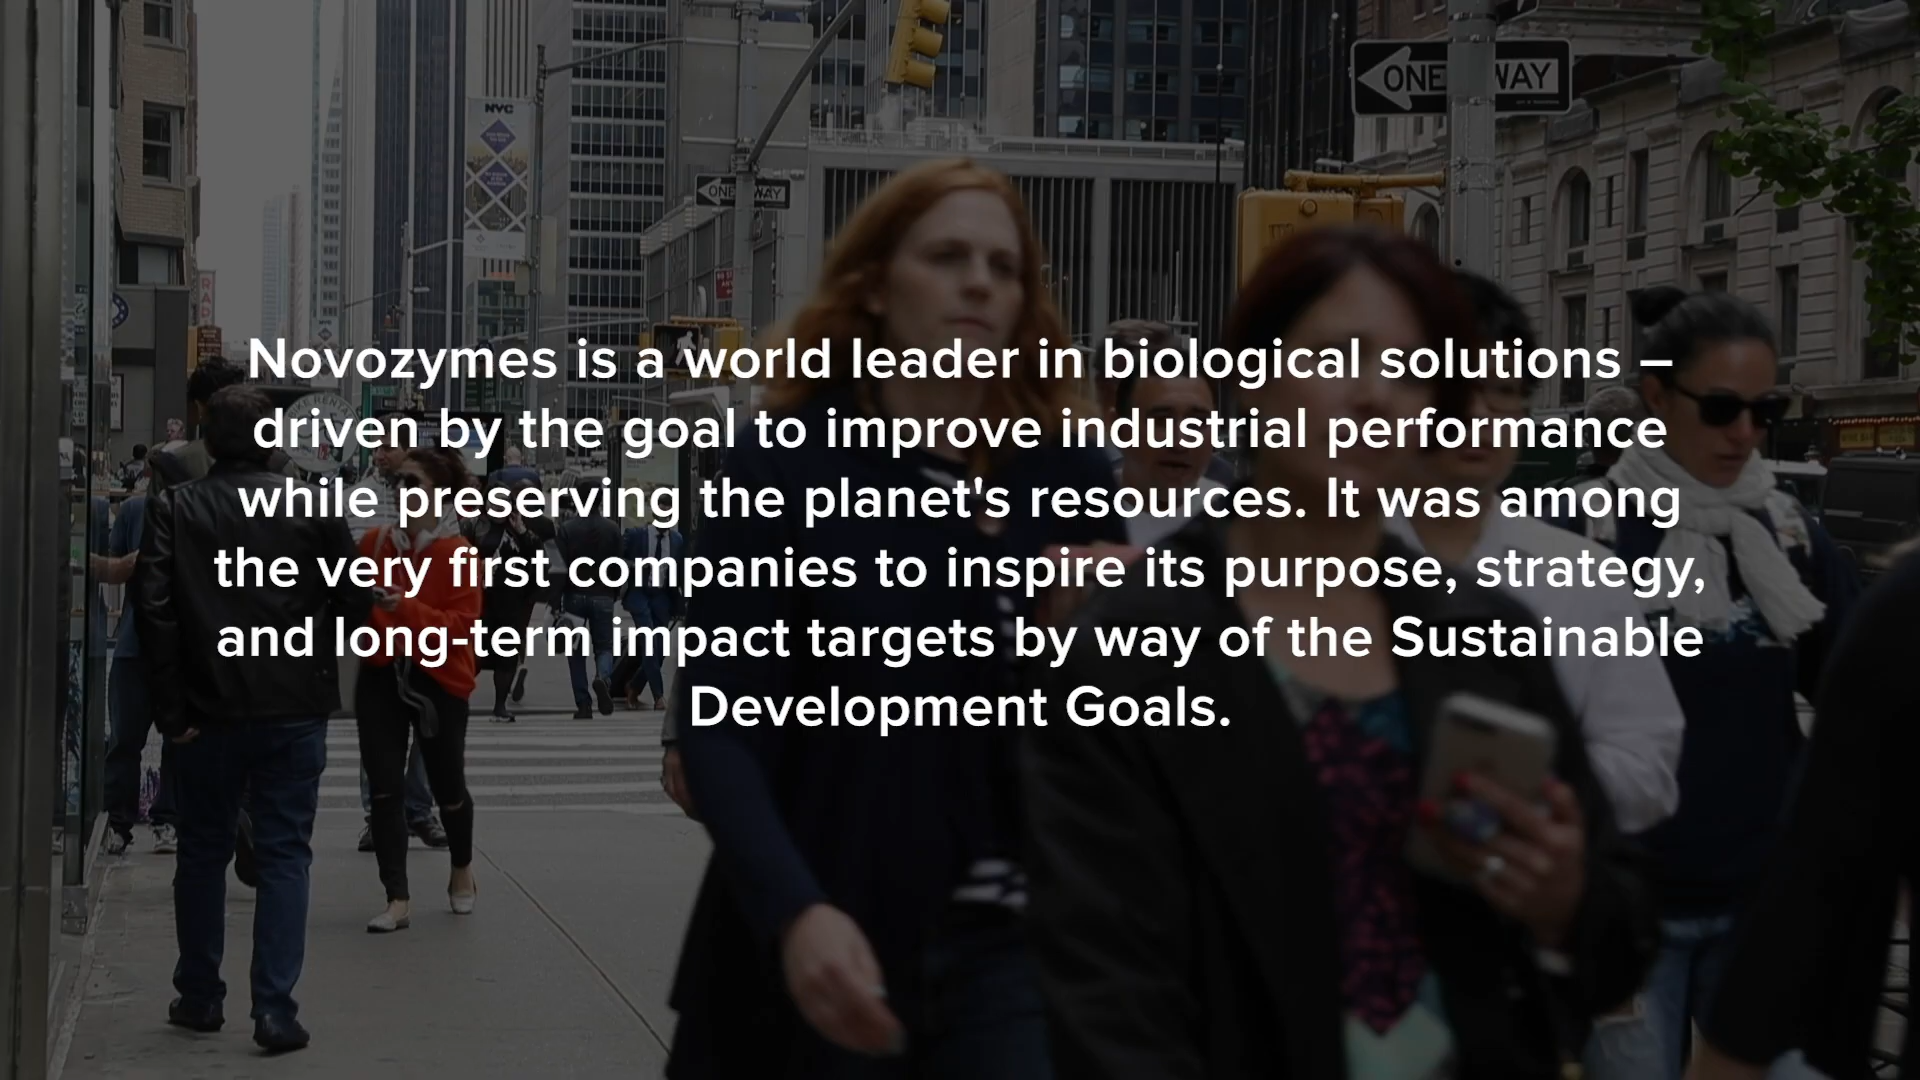 NYC
ONE WAY
ONE WAY
Novozymes is a world leader in biological solutions –
driven by the goal to improve industrial performance
while preserving the planet's resources. It was among
the very first companies to inspire its purpose, strategy,
and long-term impact targets by way of the Sustainable
Development Goals.